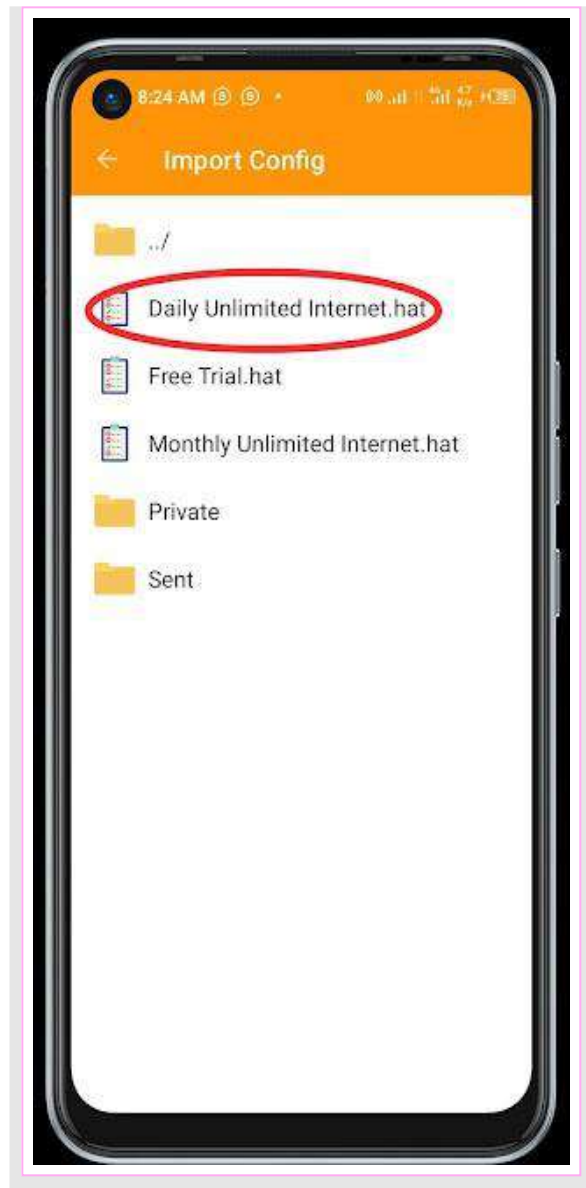 8:24 AM
Import Config
../
Daily Unlimited Internet.hat
Free Trial.hat
Monthly Unlimited Internet.hat
Private
Sent